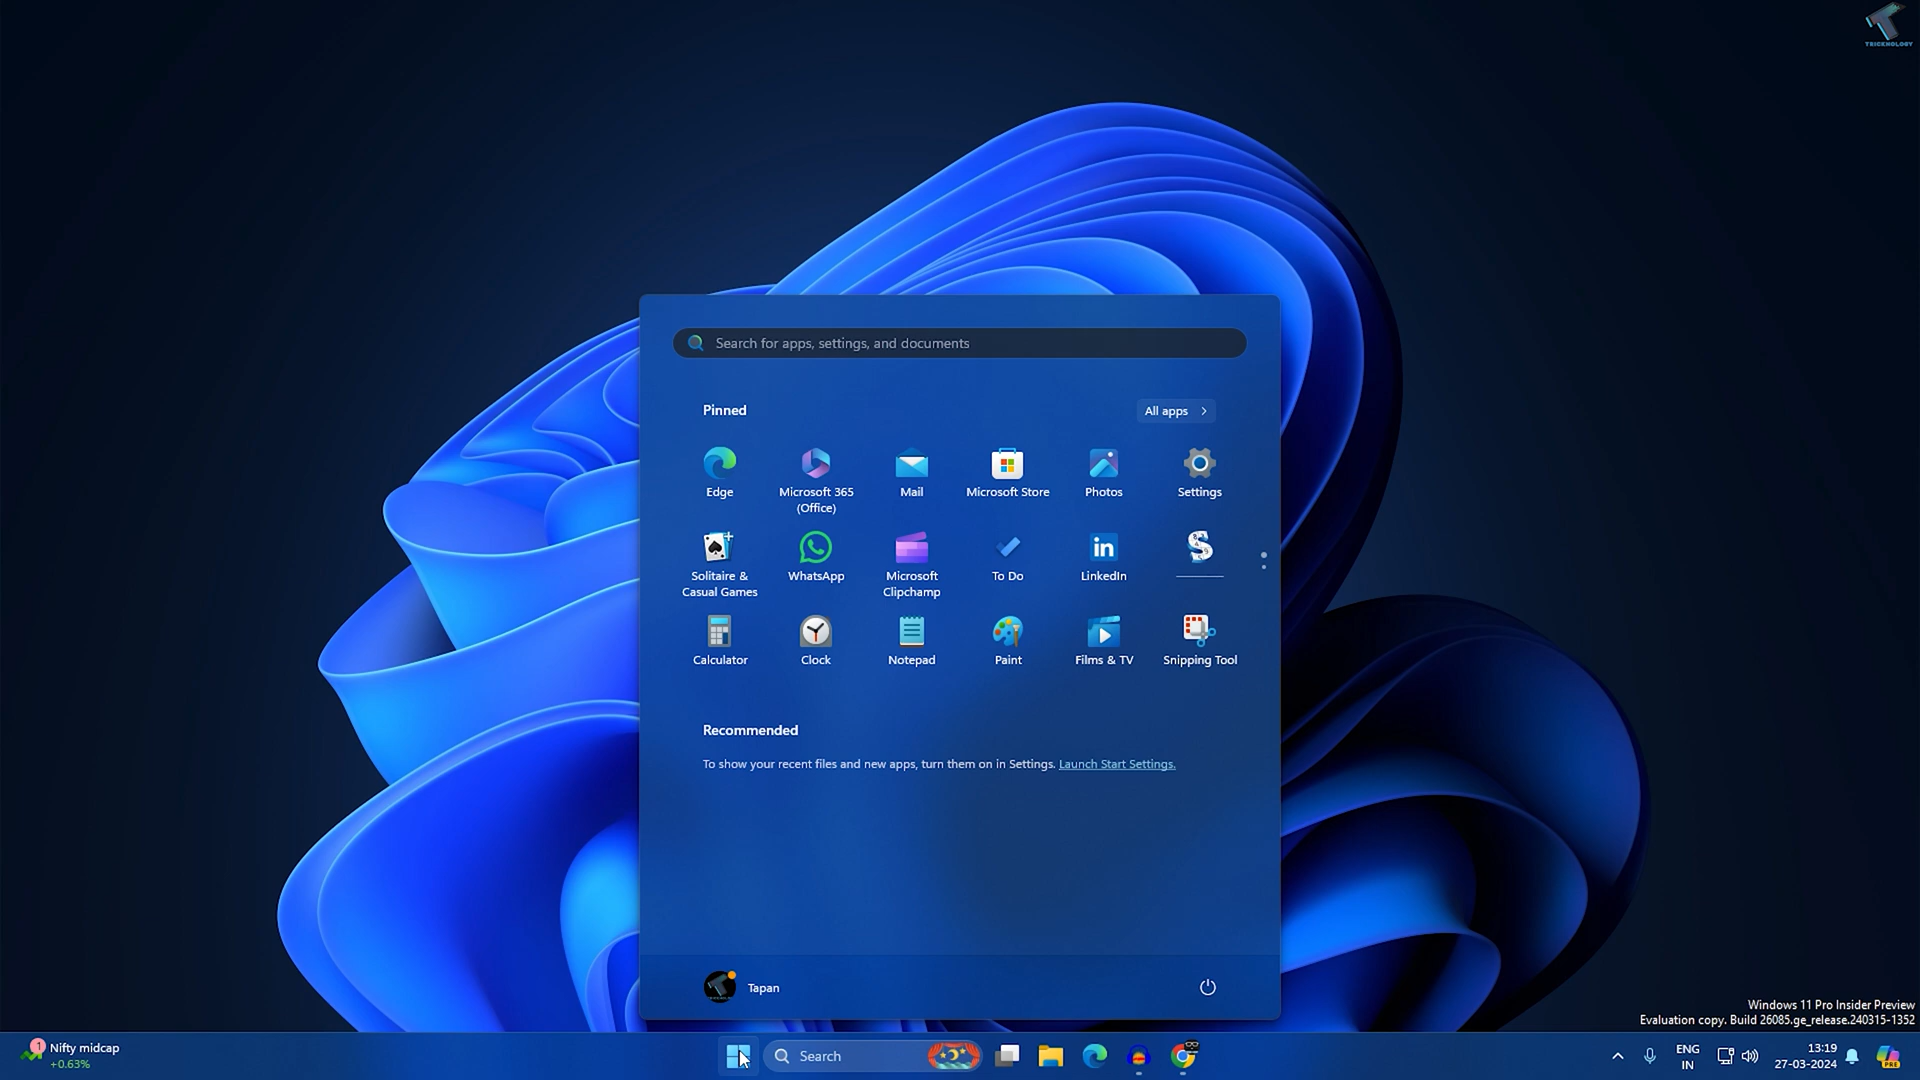 TRICKNOLOGY
Search for apps, settings, and documents
Pinned
All apps
Edge
Microsoft 365
(Office)
Mail
Microsoft Store
Photos
Settings
Solitaire &
Casual Games
WhatsApp
Microsoft
Clipchamp
To Do
LinkedIn
Calculator
Clock
Notepad
Paint
Films & TV
Snipping Tool
Recommended
To show your recent files and new apps, turn them on in Settings. Launch Start Settings.
Tapan
Windows 11 Pro Insider Preview
Evaluation copy. Build 26085.ge_release.240315-1352
1
Nifty midcap
+0.63%
Search
ENG
IN
13:19
27-03-2024
PRE